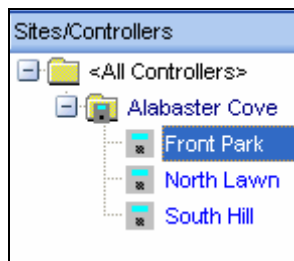 Sites/Controllers
<All Controllers>
Alabaster Cove
Front Park
North Lawn
South Hill